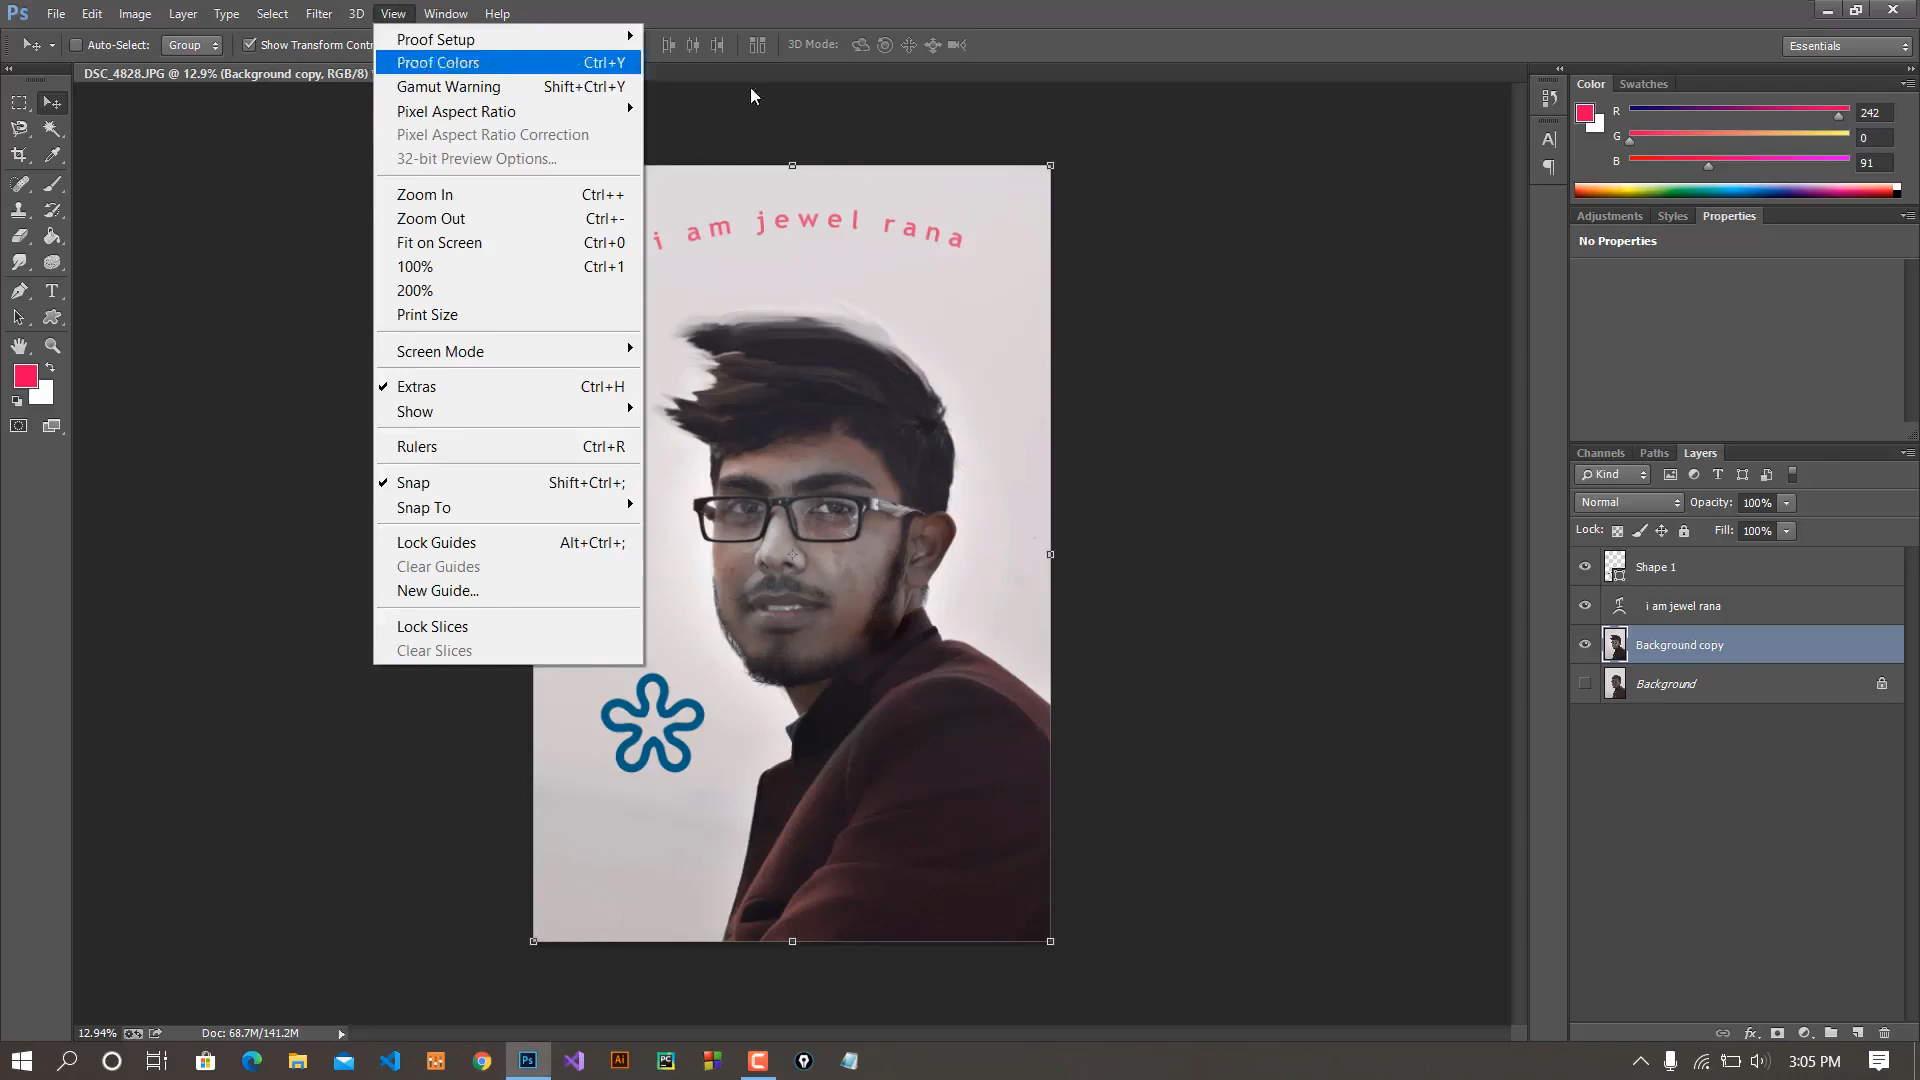 Ps File Edit Image Layer Type Select Filter 3D View Window Help
Auto-Select: Group Show Transform Contr 3D Mode: Essentials
DSC_4828.JPG @ 12.9% (Background copy, RGB/8)
Proof Setup
Proof Colors Ctrl+Y
Gamut Warning Shift+Ctrl+Y
Pixel Aspect Ratio
Pixel Aspect Ratio Correction
32-bit Preview Options...
Zoom In Ctrl++
Zoom Out Ctrl+-
Fit on Screen Ctrl+0
100% Ctrl+1
200%
Print Size
Screen Mode
Extras Ctrl+H
Show
Rulers Ctrl+R
Snap Shift+Ctrl+;
Snap To
Lock Guides Alt+Ctrl+;
Clear Guides
New Guide...
Lock Slices
Clear Slices
i am jewel rana
Color Swatches
R 242
G 0
B 91
Adjustments Styles Properties
No Properties
Channels Paths Layers
Kind
Normal Opacity: 100%
Lock: Fill: 100%
Shape 1
i am jewel rana
Background copy
Background
12.94% Doc: 68.7M/141.2M
3:05 PM